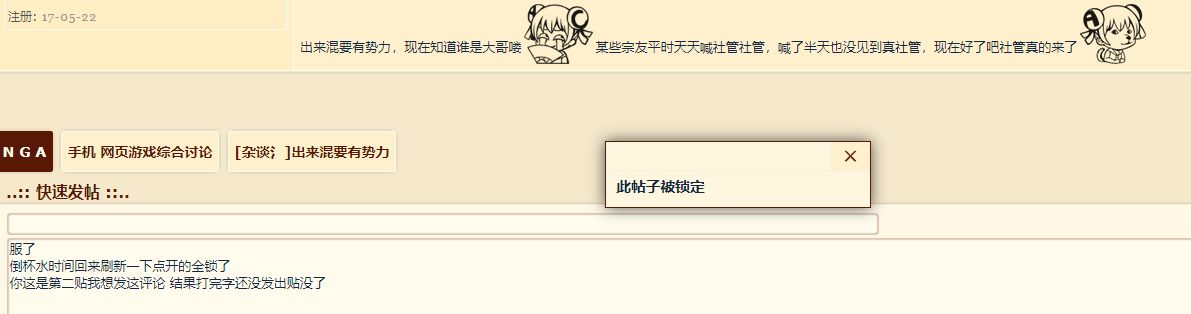 注册: 17-05-22
出来混要有势力，现在知道谁是大哥喽 某些宗友平时天天喊社管社管，喊了半天也没见到真社管，现在好了吧社管真的来了
N G A 手机 网页游戏综合讨论 [杂谈；]出来混要有势力
×
此帖子被锁定
..:: 快速发帖 ::..
服了
倒杯水时间回来刷新一下点开的全锁了
你这是第二贴我想发这评论 结果打完字还没发出贴没了